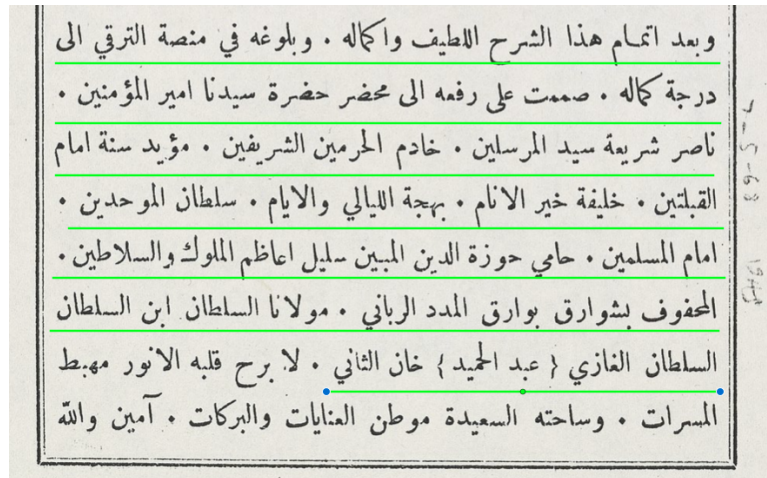 وبعد اتمام هذا الشرح اللطيف واكماله . وبلوغه في منصة الترقي الى
درجة كماله . صممت على رفعه الى محضر حضرة سيدنا امير المؤمنين .
ناصر شريعة سيد المرسلين . خادم الحرمين الشريفين . مؤيد سنة امام
القبلتين . خليفة خير الانام . بهجة الليالي والايام . سلطان الموحدين .
امام المسلمين . حامي حوزة الدين المبين سليل اعاظم الملوك والسلاطين .
المحفوف بشوارق بوارق المدد الرباني . مولانا السلطان ابن السلطان
السلطان الغازي { عبد الحميد } خان الثاني . لا برح قلبه الانور مهبط
المسرات . وساحته السعيدة موطن العنايات والبركات . آمين والله